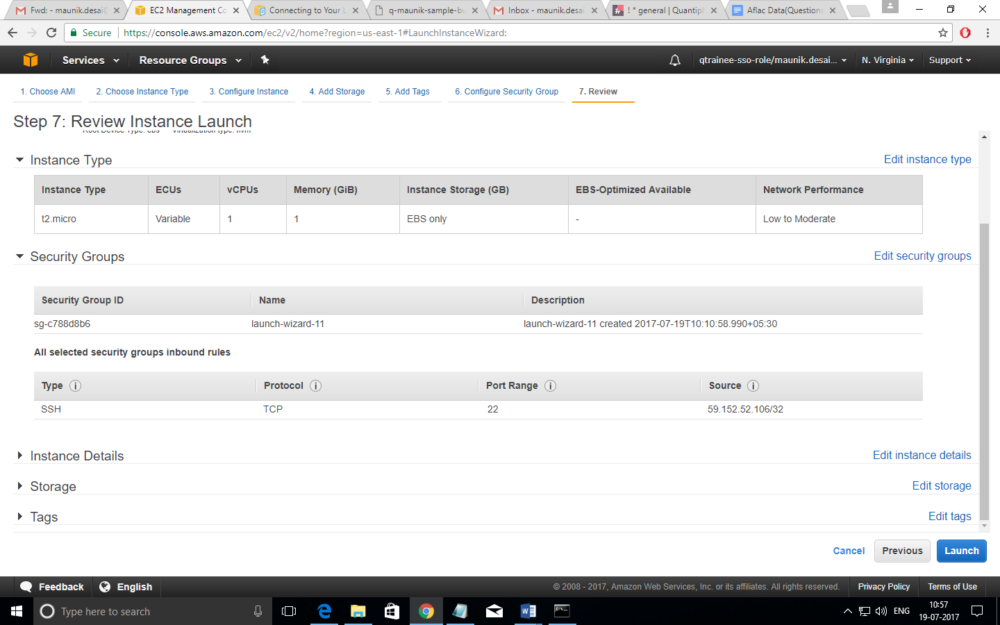 Fwd: - maunik.desai@
EC2 Management Co
Connecting to Your L
q-maunik-sample-bu
Inbox - maunik.desai
! * general | Quantiph
Aflac Data(Questions
Secure https://console.aws.amazon.com/ec2/v2/home?region=us-east-1#LaunchInstanceWizard:
Services Resource Groups qtrainee-sso-role/maunik.desai... N. Virginia Support
1. Choose AMI 2. Choose Instance Type 3. Configure Instance 4. Add Storage 5. Add Tags 6. Configure Security Group 7. Review
Step 7: Review Instance Launch
Root Device Type: ebs Virtualization type: hvm
Instance Type Edit instance type
Instance Type ECUs vCPUs Memory (GiB) Instance Storage (GB) EBS-Optimized Available Network Performance
t2.micro Variable 1 1 EBS only - Low to Moderate
Security Groups Edit security groups
Security Group ID Name Description
sg-c788d8b6 launch-wizard-11 launch-wizard-11 created 2017-07-19T10:10:58.990+05:30
All selected security groups inbound rules
Type i Protocol i Port Range i Source i
SSH TCP 22 59.152.52.106/32
Instance Details Edit instance details
Storage Edit storage
Tags Edit tags
Cancel Previous Launch
Feedback English © 2008 - 2017, Amazon Web Services, Inc. or its affiliates. All rights reserved. Privacy Policy Terms of Use
Type here to search ENG 10:57
19-07-2017